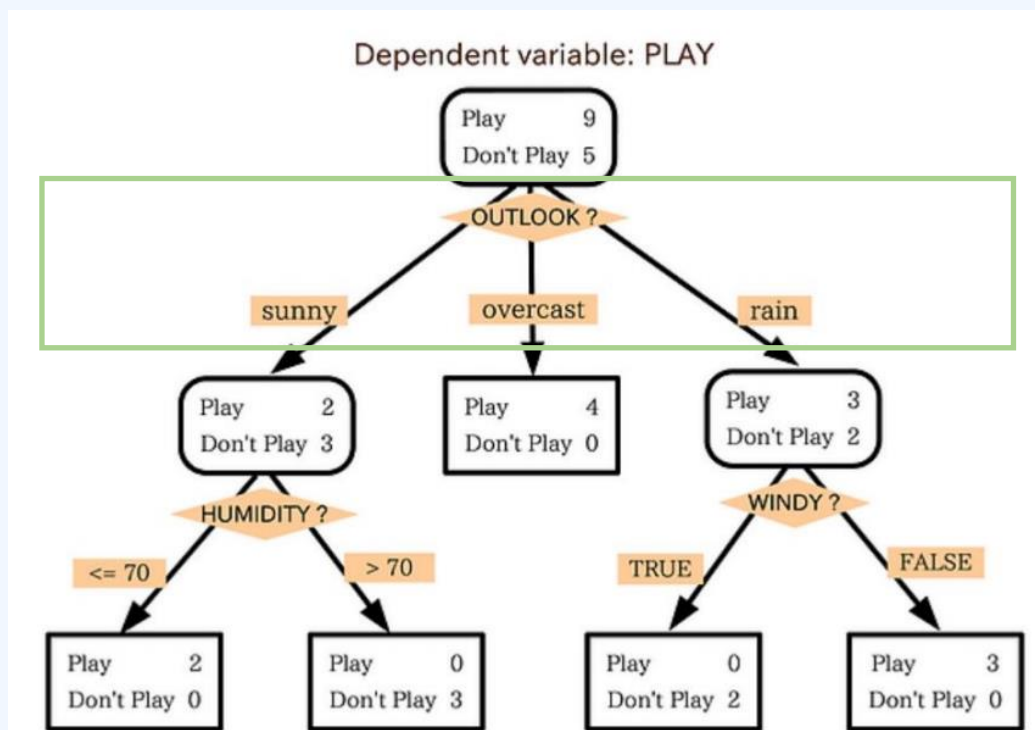 Dependent variable: PLAY
Play 9
Don't Play 5
OUTLOOK ?
sunny
overcast
rain
Play 2
Don't Play 3
Play 4
Don't Play 0
Play 3
Don't Play 2
HUMIDITY ?
WINDY ?
<= 70
> 70
TRUE
FALSE
Play 2
Don't Play 0
Play 0
Don't Play 3
Play 0
Don't Play 2
Play 3
Don't Play 0